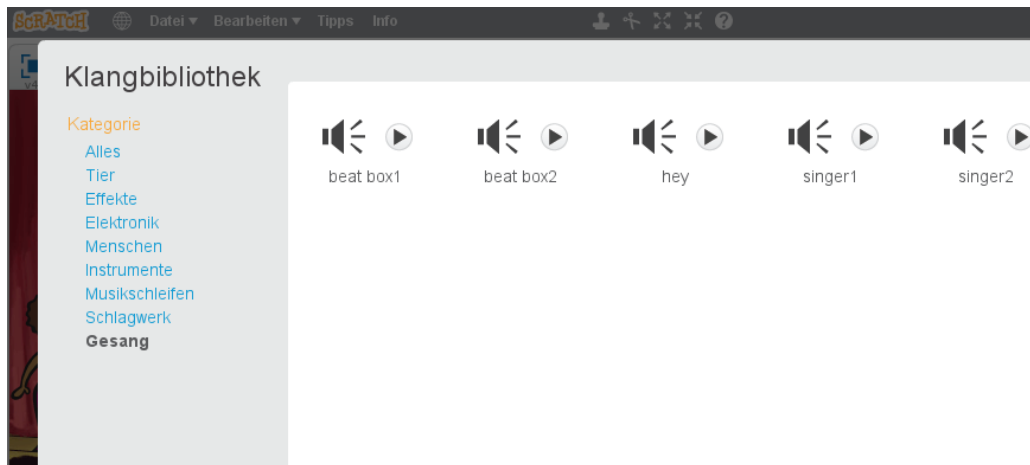 SCRATCH Datei Bearbeiten Tipps Info
v4
Klangbibliothek
Kategorie
Alles
Tier
Effekte
Elektronik
Menschen
Instrumente
Musikschleifen
Schlagwerk
Gesang
beat box1 beat box2 hey singer1 singer2